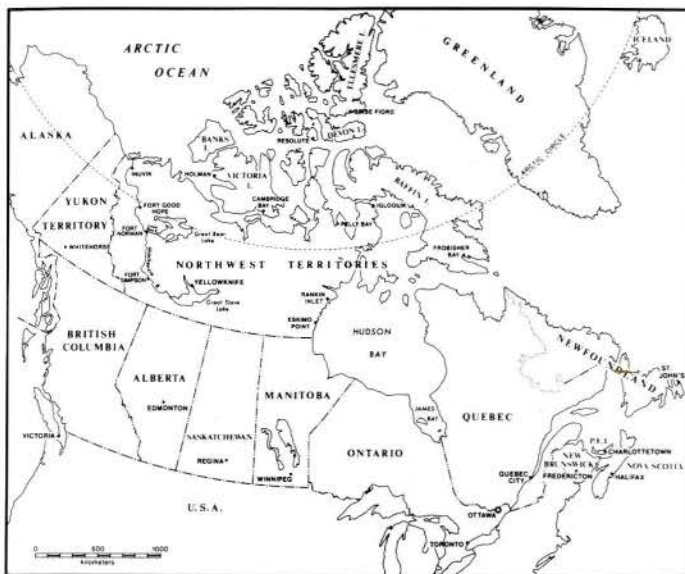 ARCTIC
OCEAN
ELLESMERE I.
GREENLAND
ICELAND
GRISE FIORD
DEVON I.
RESOLUTE
ALASKA
BANKS
I.
ARCTIC CIRCLE
INUVIK
HOLMAN
VICTORIA
I.
BAFFIN I.
YUKON
TERRITORY
CAMBRIDGE
BAY
IGLOOLIK
FORT GOOD
HOPE
PELLY BAY
FORT
NORMAN
Great Bear
Lake
WHITEHORSE
FROBISHER
BAY
NORTHWEST TERRITORIES
FORT
SIMPSON
YELLOWKNIFE
Great Slave
Lake
RANKIN
INLET
ESKIMO
POINT
BRITISH
COLUMBIA
HUDSON
BAY
NEWFOUNDLAND
ST.
JOHN'S
ALBERTA
EDMONTON
MANITOBA
JAMES
BAY
QUEBEC
SASKATCHEWAN
ONTARIO
VICTORIA
REGINA
WINNIPEG
P.E.I.
CHARLOTTETOWN
NEW
BRUNSWICK
NOVA SCOTIA
QUEBEC
CITY
FREDERICTON
HALIFAX
U.S.A.
OTTAWA
TORONTO
0 500 1000
kilometers